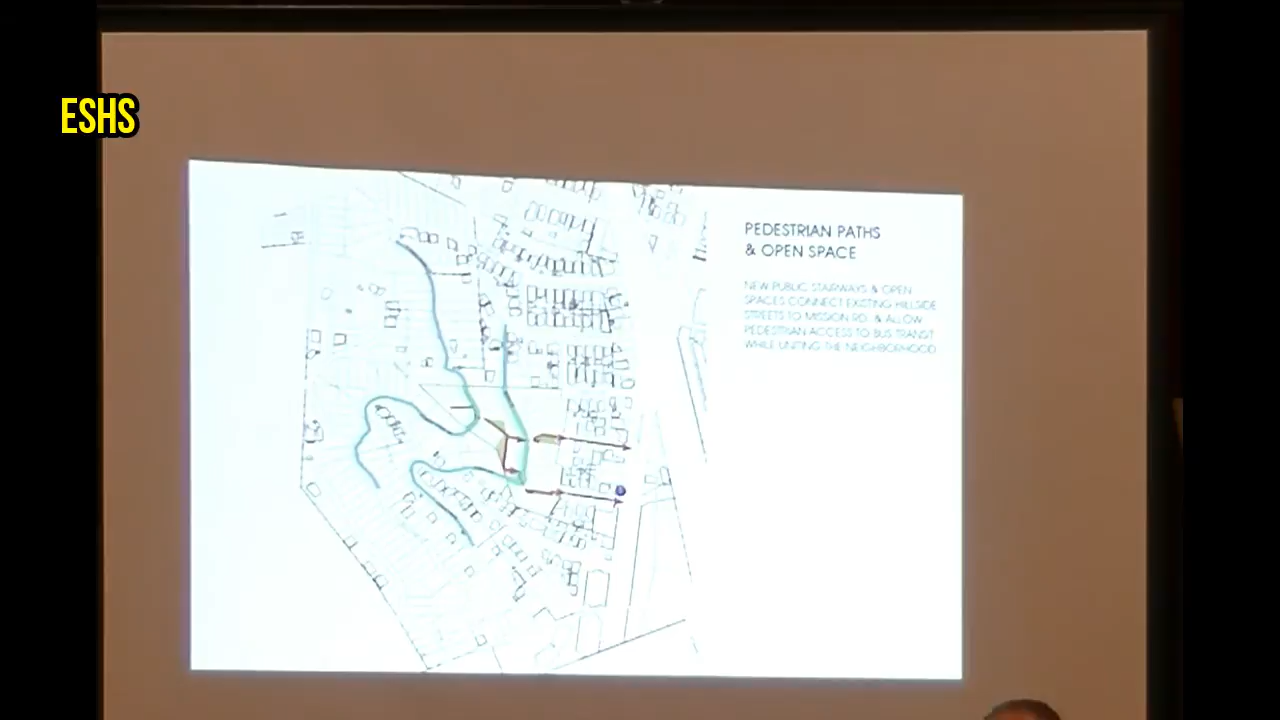 ESHS
PEDESTRIAN PATHS
& OPEN SPACE
NEW PUBLIC STAIRWAYS & OPEN
SPACES CONNECT EXISTING HILLSIDE
STREETS TO MISSION RD. & ALLOW
PEDESTRIAN ACCESS TO BUS TRANSIT
WHILE UNITING THE NEIGHBORHOOD